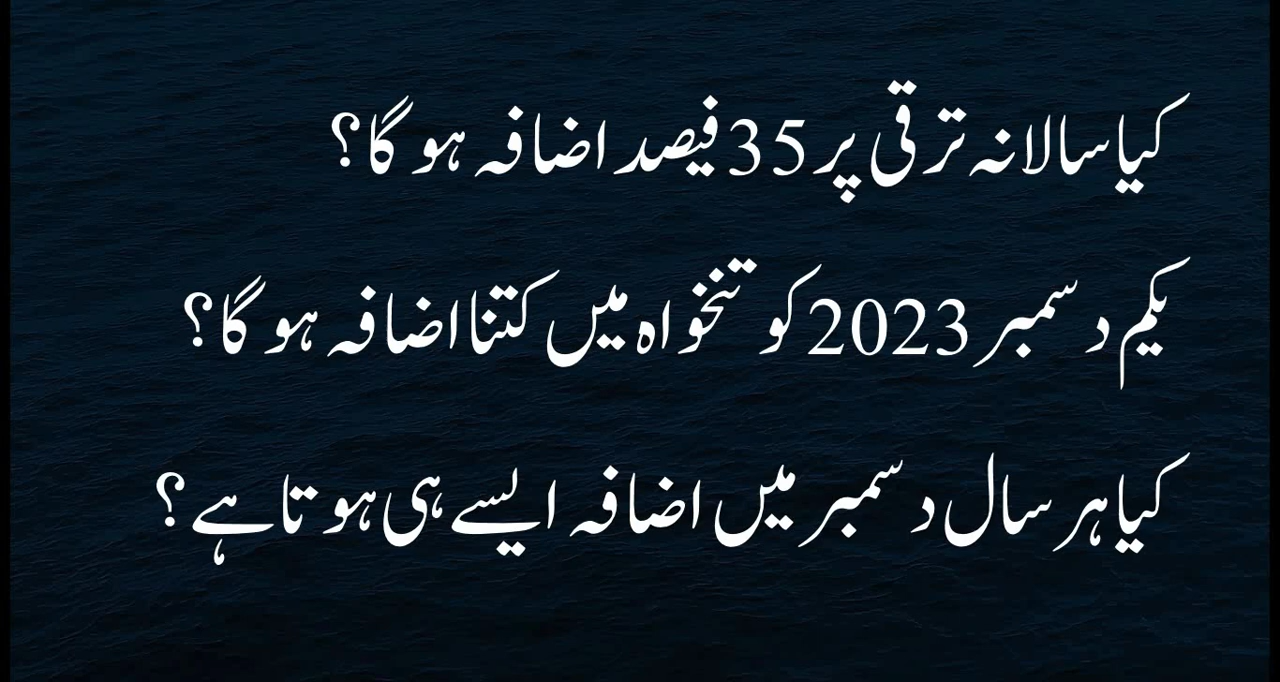 کیا سالانہ ترقی پر 35 فیصد اضافہ ہو گا؟
یکم دسمبر 2023 کو تنخواہ میں کتنا اضافہ ہو گا؟
کیا ہر سال دسمبر میں اضافہ ایسے ہی ہوتا ہے؟